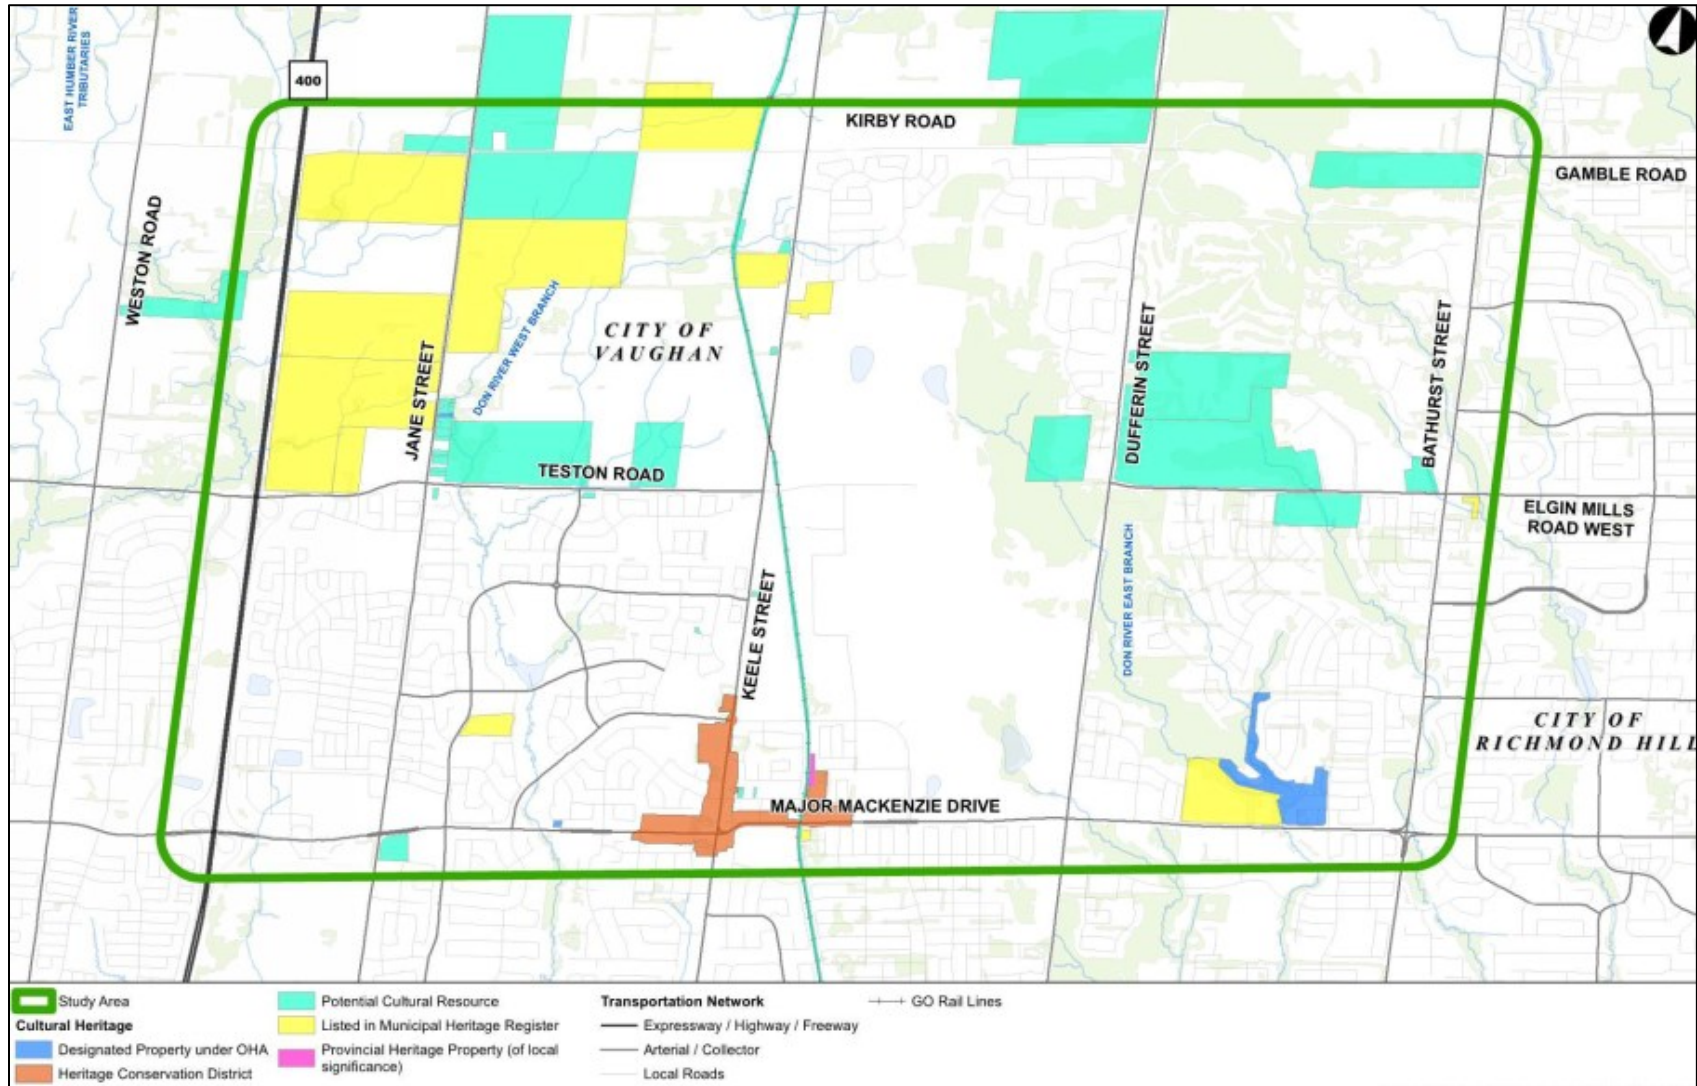 EAST HUMBER RIVER
TRIBUTARIES
400
KIRBY ROAD
GAMBLE ROAD
WESTON ROAD
CITY OF
VAUGHAN
DON RIVER WEST BRANCH
JANE STREET
DUFFERIN STREET
BATHURST STREET
TESTON ROAD
ELGIN MILLS
ROAD WEST
KEELE STREET
DON RIVER EAST BRANCH
CITY OF
RICHMOND HILL
MAJOR MACKENZIE DRIVE
Study Area
Cultural Heritage
Designated Property under OHA
Heritage Conservation District
Potential Cultural Resource
Listed in Municipal Heritage Register
Provincial Heritage Property (of local
significance)
Transportation Network
Expressway / Highway / Freeway
Arterial / Collector
Local Roads
GO Rail Lines